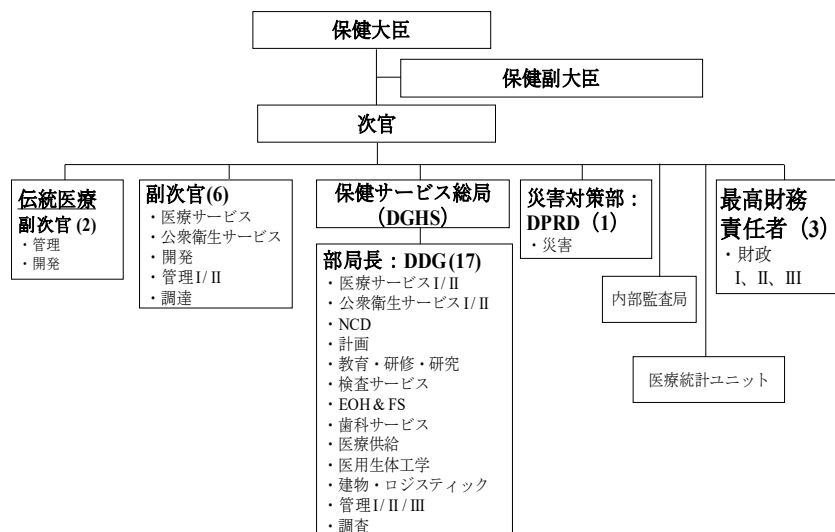 保健大臣
保健副大臣
次官
伝統医療
副次官 (2)
・管理
・開発
副次官(6)
・医療サービス
・公衆衛生サービス
・開発
・管理 I / II
・調達
保健サービス総局
（DGHS）
部局長：DDG (17)
・医療サービス I / II
・公衆衛生サービス I / II
・NCD
・計画
・教育・研修・研究
・検査サービス
・EOH & FS
・歯科サービス
・医療供給
・医用生体工学
・建物・ロジスティック
・管理 I / II / III
・調査
災害対策部：
DPRD（1）
・災害
内部監査局
医療統計ユニット
最高財務
責任者（3）
・財政
I、II、III